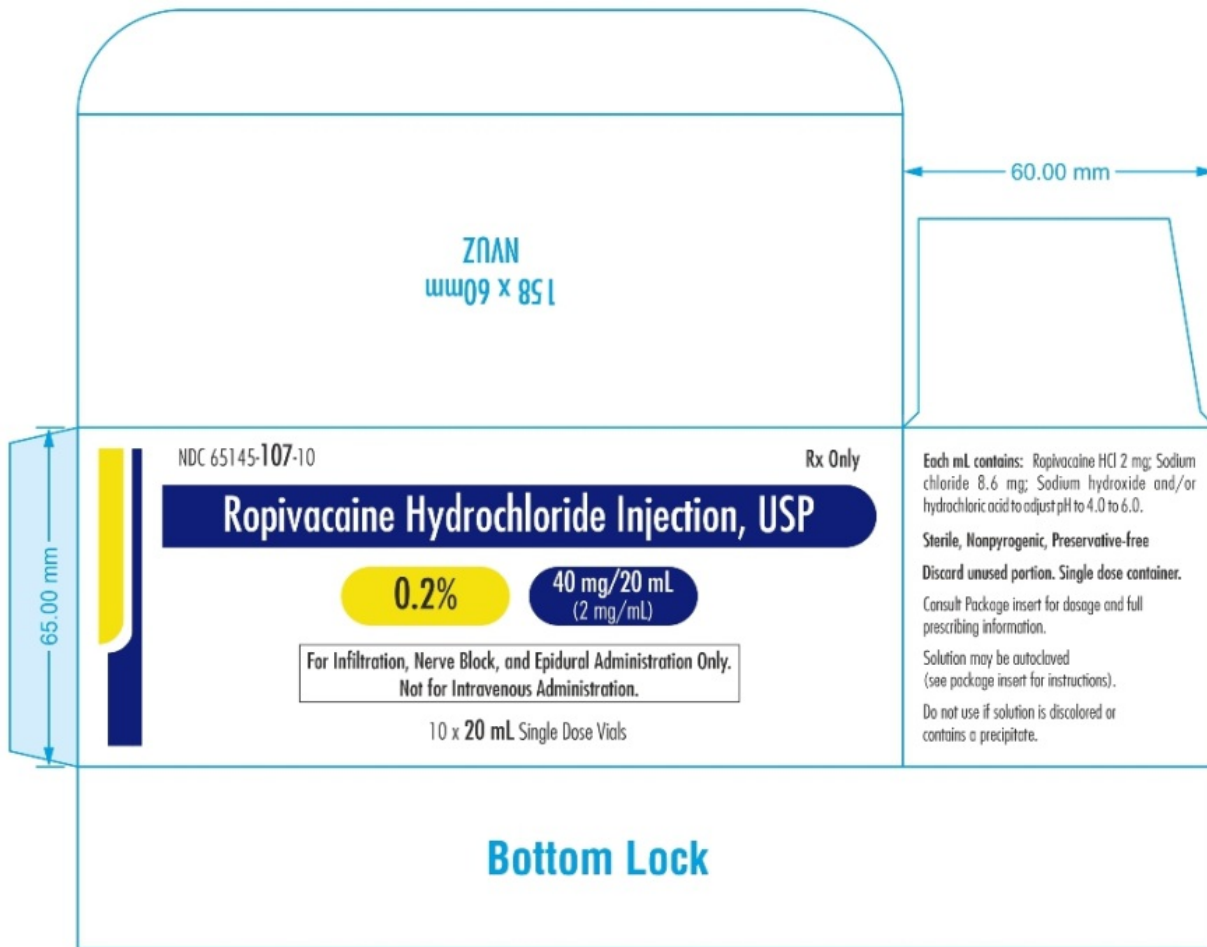 158 x 60mm
NVUZ
60.00 mm
65.00 mm
NDC 65145-107-10
Rx Only
Ropivacaine Hydrochloride Injection, USP
0.2%
40 mg/20 mL
(2 mg/mL)
For Infiltration, Nerve Block, and Epidural Administration Only.
Not for Intravenous Administration.
10 x 20 mL Single Dose Vials
Each mL contains: Ropivacaine HCl 2 mg; Sodium
chloride 8.6 mg; Sodium hydroxide and/or
hydrochloric acid to adjust pH to 4.0 to 6.0.
Sterile, Nonpyrogenic, Preservative-free
Discard unused portion. Single dose container.
Consult Package insert for dosage and full
prescribing information.
Solution may be autoclaved
(see package insert for instructions).
Do not use if solution is discolored or
contains a precipitate.
Bottom Lock